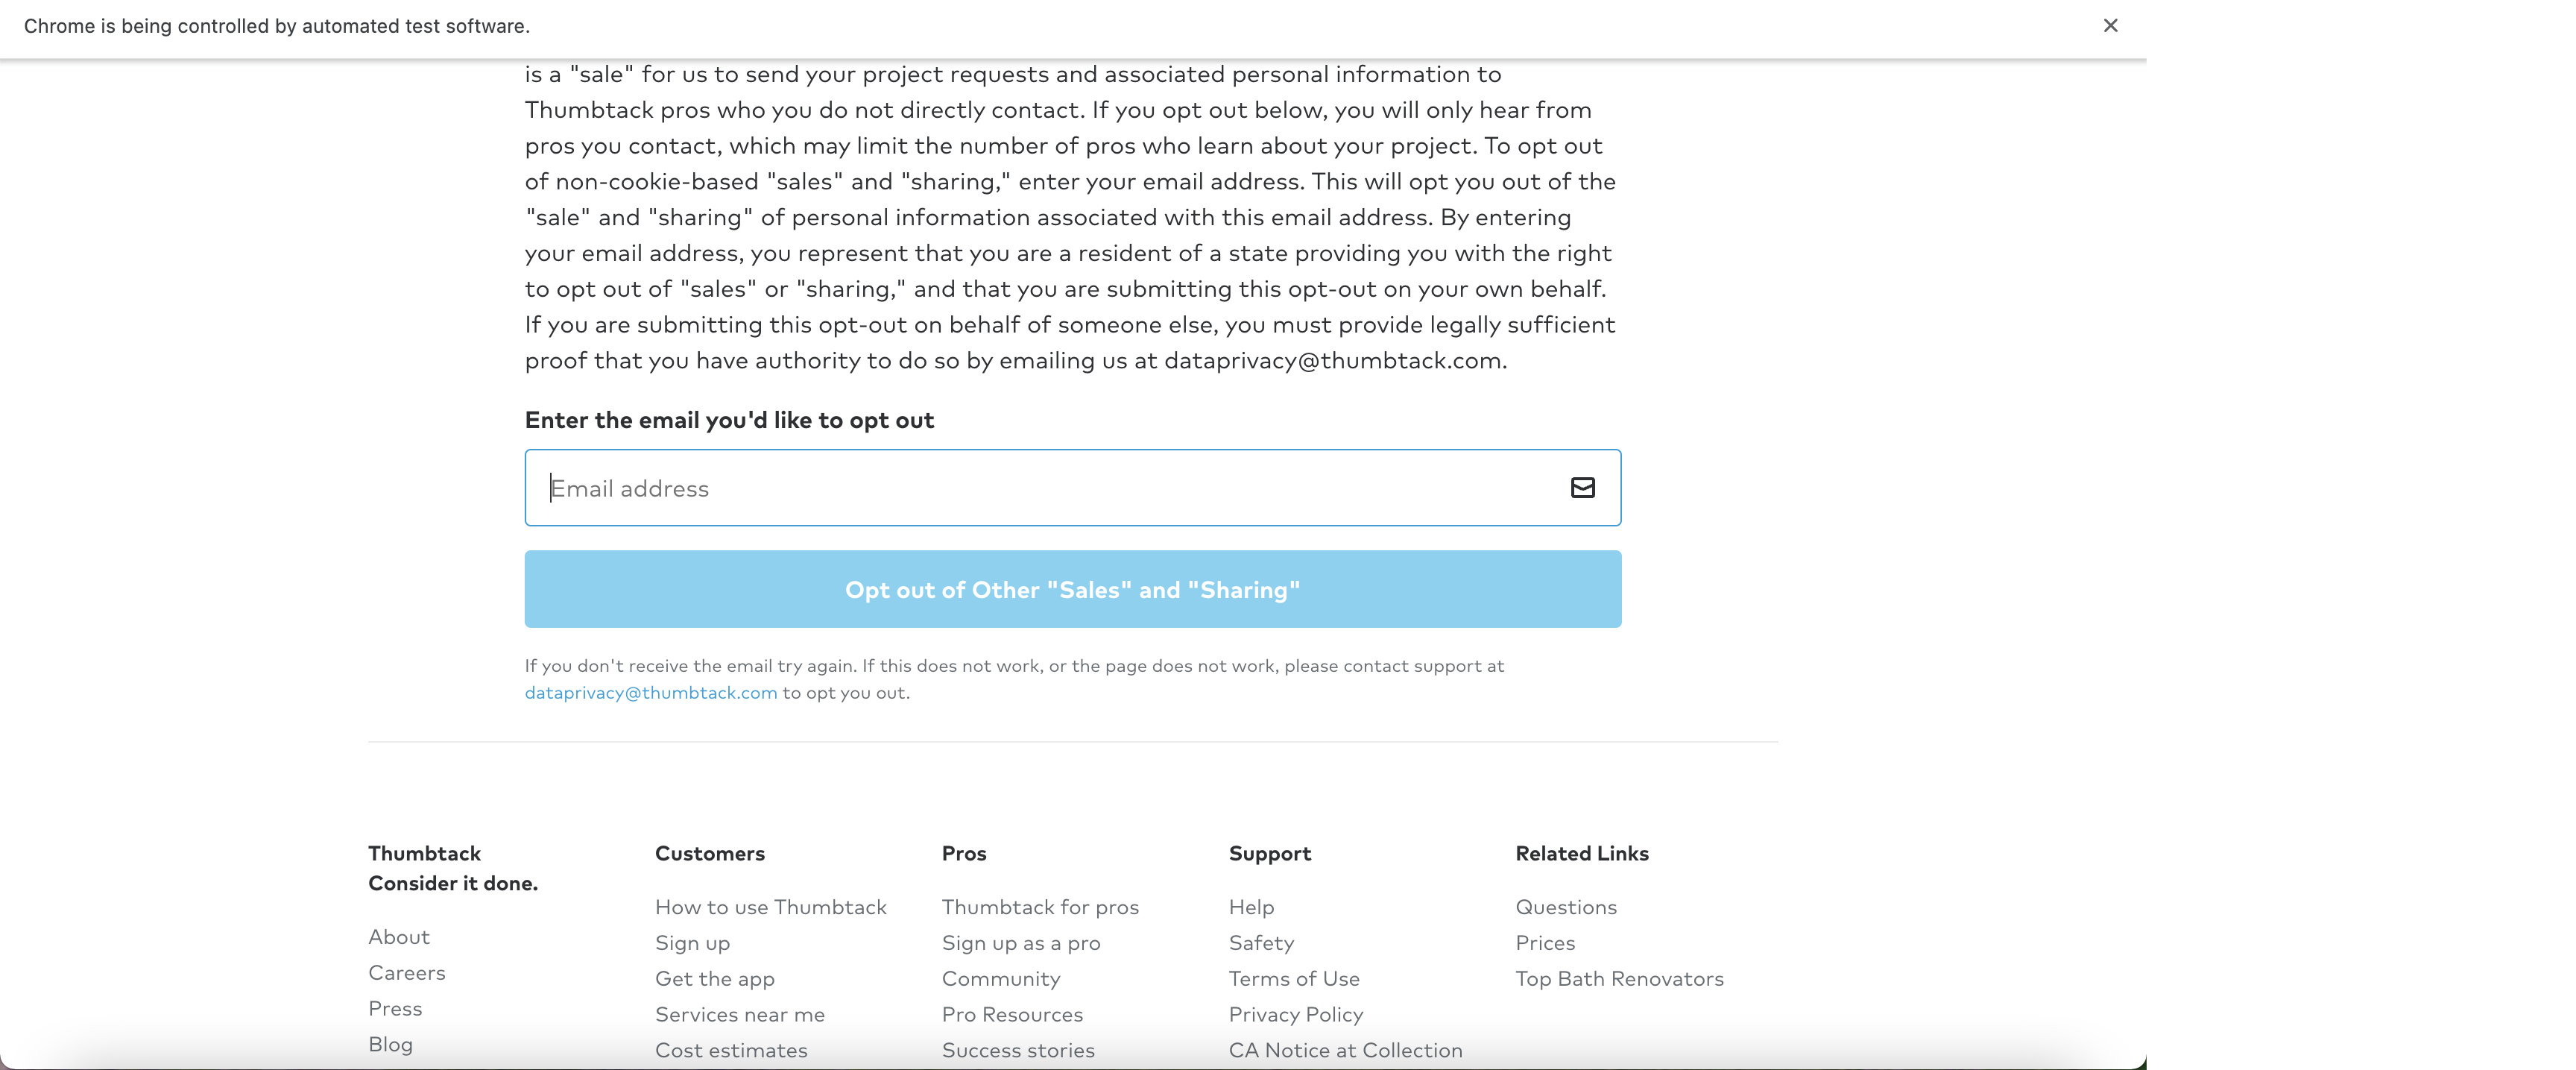 Chrome is being controlled by automated test software.
is a "sale" for us to send your project requests and associated personal information to
Thumbtack pros who you do not directly contact. If you opt out below, you will only hear from
pros you contact, which may limit the number of pros who learn about your project. To opt out
of non-cookie-based "sales" and "sharing," enter your email address. This will opt you out of the
"sale" and "sharing" of personal information associated with this email address. By entering
your email address, you represent that you are a resident of a state providing you with the right
to opt out of "sales" or "sharing," and that you are submitting this opt-out on your own behalf.
If you are submitting this opt-out on behalf of someone else, you must provide legally sufficient
proof that you have authority to do so by emailing us at dataprivacy@thumbtack.com.
Enter the email you'd like to opt out
Email address
Opt out of Other "Sales" and "Sharing"
If you don't receive the email try again. If this does not work, or the page does not work, please contact support at
dataprivacy@thumbtack.com to opt you out.
Thumbtack
Consider it done.
About
Careers
Press
Blog
Customers
How to use Thumbtack
Sign up
Get the app
Services near me
Cost estimates
Pros
Thumbtack for pros
Sign up as a pro
Community
Pro Resources
Success stories
Support
Help
Safety
Terms of Use
Privacy Policy
CA Notice at Collection
Related Links
Questions
Prices
Top Bath Renovators